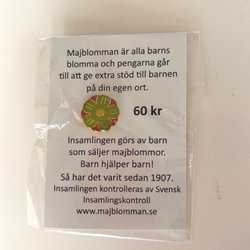 Majblomman är alla barns
blomma och pengarna går
till att ge extra stöd till barnen
på din egen ort.
60 kr
Insamlingen görs av barn
som säljer majblommor.
Barn hjälper barn!
Så har det varit sedan 1907.
Insamlingen kontrolleras av Svensk
Insamlingskontroll
www.majblomman.se